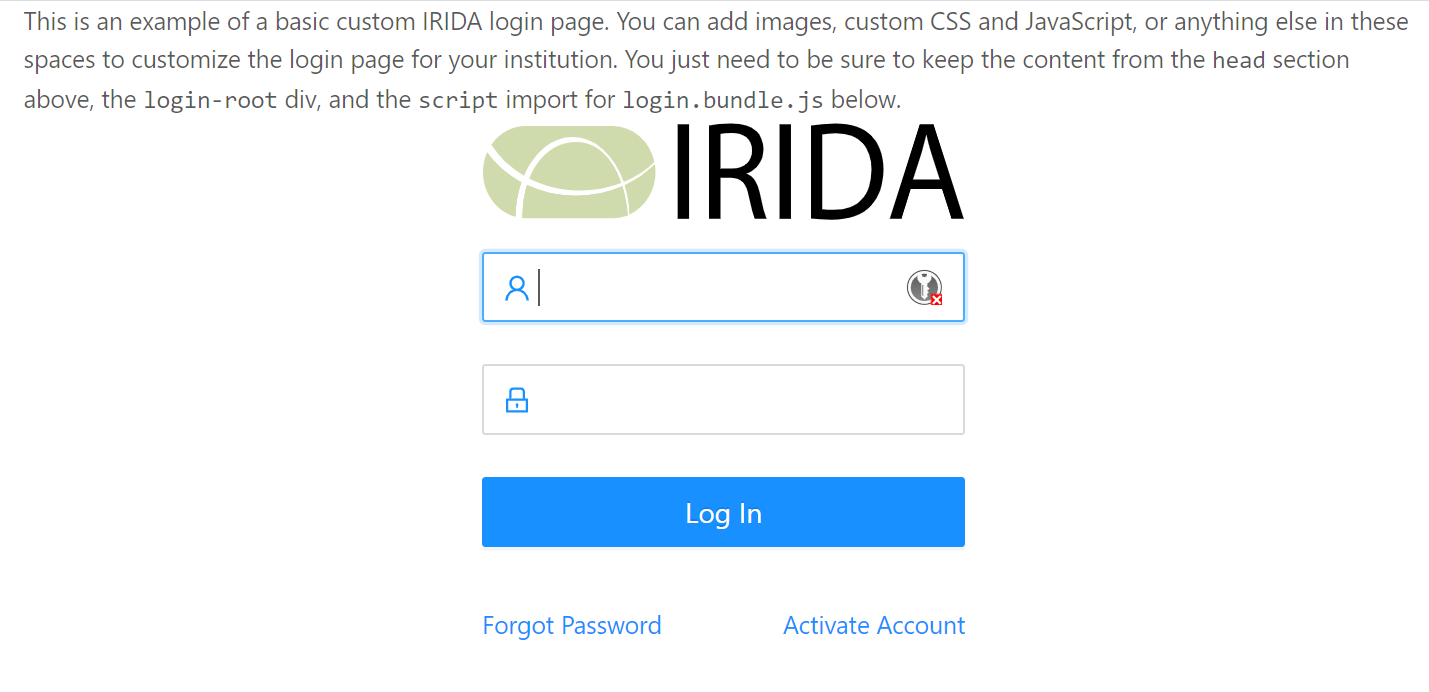 This is an example of a basic custom IRIDA login page. You can add images, custom CSS and JavaScript, or anything else in these
spaces to customize the login page for your institution. You just need to be sure to keep the content from the head section
above, the login-root div, and the script import for login.bundle.js below.
IRIDA
Log In
Forgot Password
Activate Account